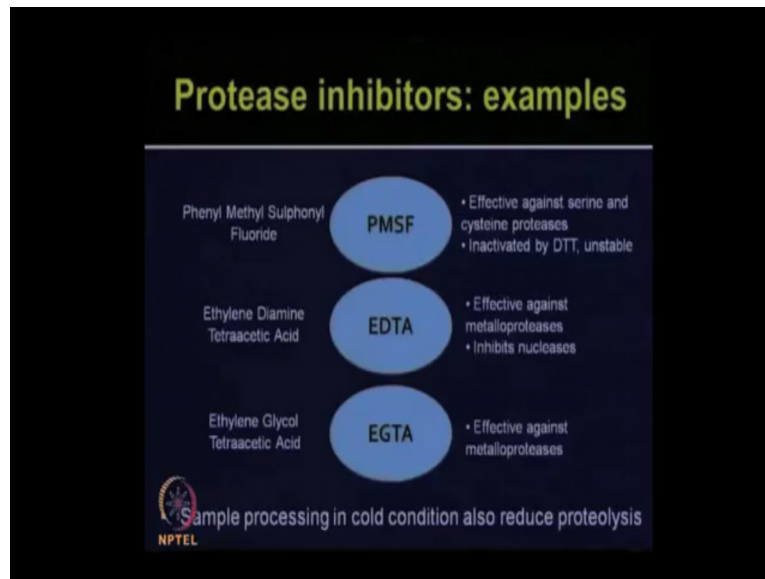 Protease inhibitors: examples
Phenyl Methyl Sulphonyl
Fluoride
PMSF
• Effective against serine and
cysteine proteases
• Inactivated by DTT, unstable
Ethylene Diamine
Tetraacetic Acid
EDTA
• Effective against
metalloproteases
• Inhibits nucleases
Ethylene Glycol
Tetraacetic Acid
EGTA
• Effective against
metalloproteases
Sample processing in cold condition also reduce proteolysis
NPTEL